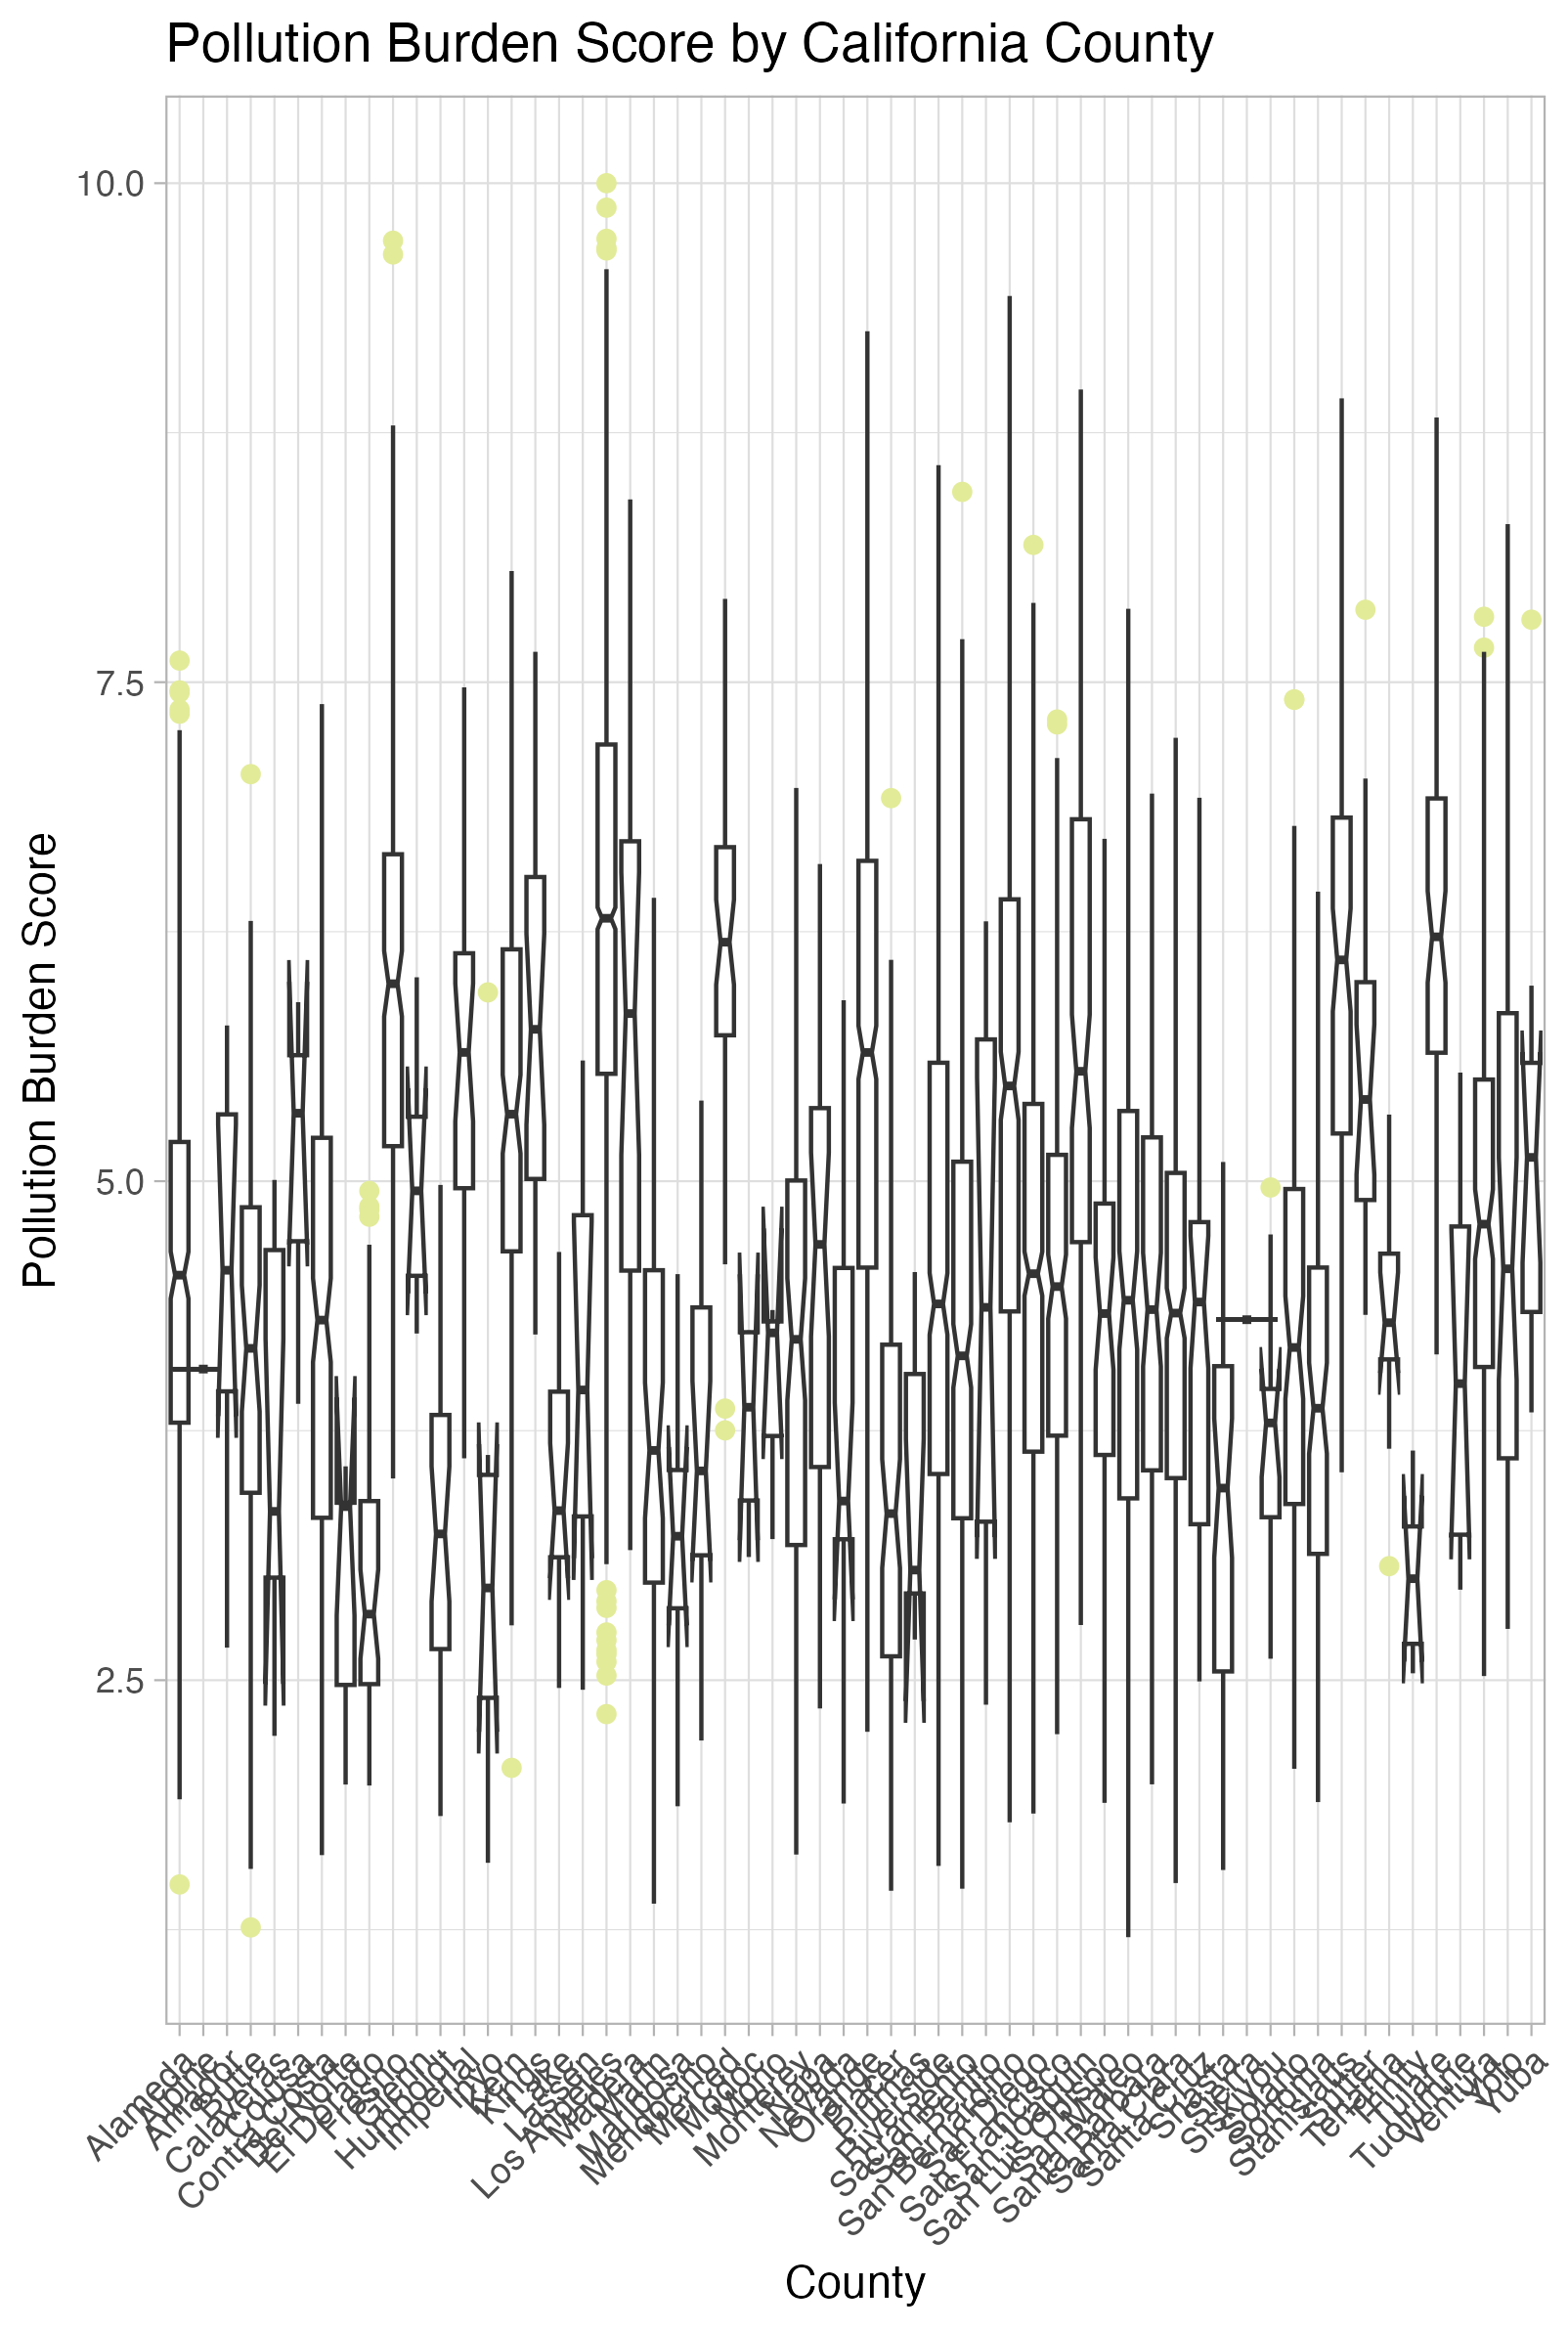 Pollution Burden Score by California County
Pollution Burden Score
10.0
7.5
5.0
2.5
Alameda
Alpine
Amador
Butte
Calaveras
Colusa
Contra Costa
Del Norte
El Dorado
Fresno
Glenn
Humboldt
Imperial
Inyo
Kern
Kings
Lake
Lassen
Los Angeles
Madera
Marin
Mariposa
Mendocino
Merced
Modoc
Mono
Monterey
Napa
Nevada
Orange
Placer
Plumas
Riverside
Sacramento
San Benito
San Bernardino
San Diego
San Francisco
San Joaquin
San Luis Obispo
San Mateo
Santa Barbara
Santa Clara
Santa Cruz
Shasta
Sierra
Siskiyou
Solano
Sonoma
Stanislaus
Sutter
Tehama
Trinity
Tulare
Tuolumne
Ventura
Yolo
Yuba
County